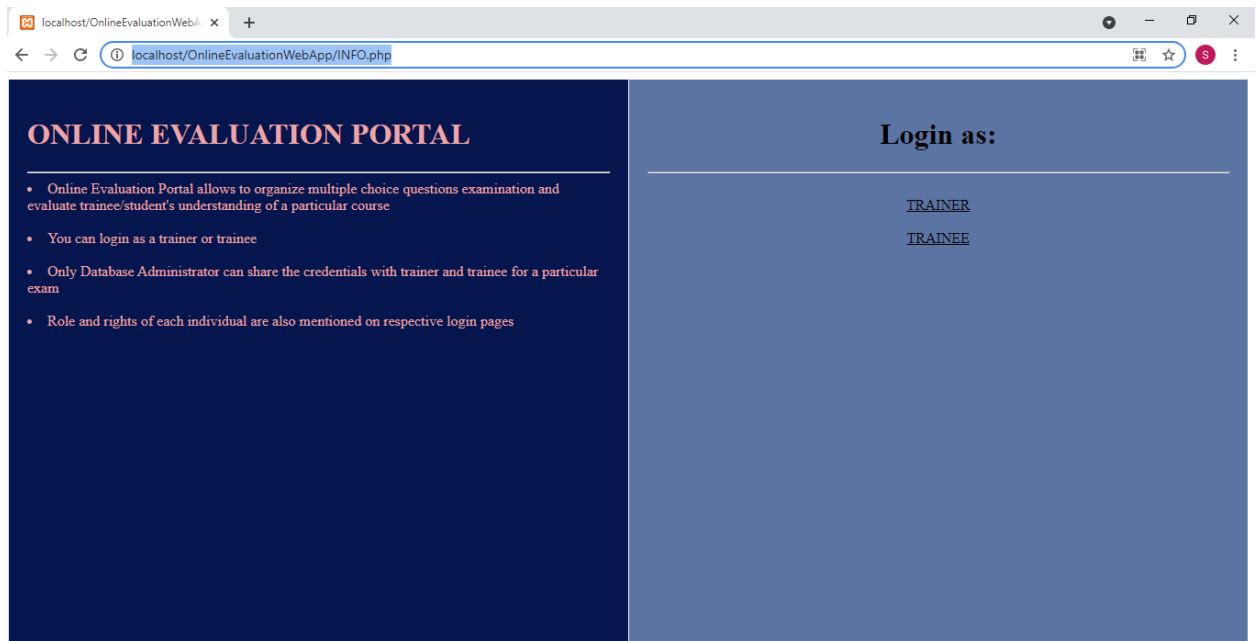 localhost/OnlineEvaluationWebA
localhost/OnlineEvaluationWebApp/INFO.php
S
ONLINE EVALUATION PORTAL
• Online Evaluation Portal allows to organize multiple choice questions examination and
evaluate trainee/student's understanding of a particular course
• You can login as a trainer or trainee
• Only Database Administrator can share the credentials with trainer and trainee for a particular
exam
• Role and rights of each individual are also mentioned on respective login pages
Login as:
TRAINER
TRAINEE